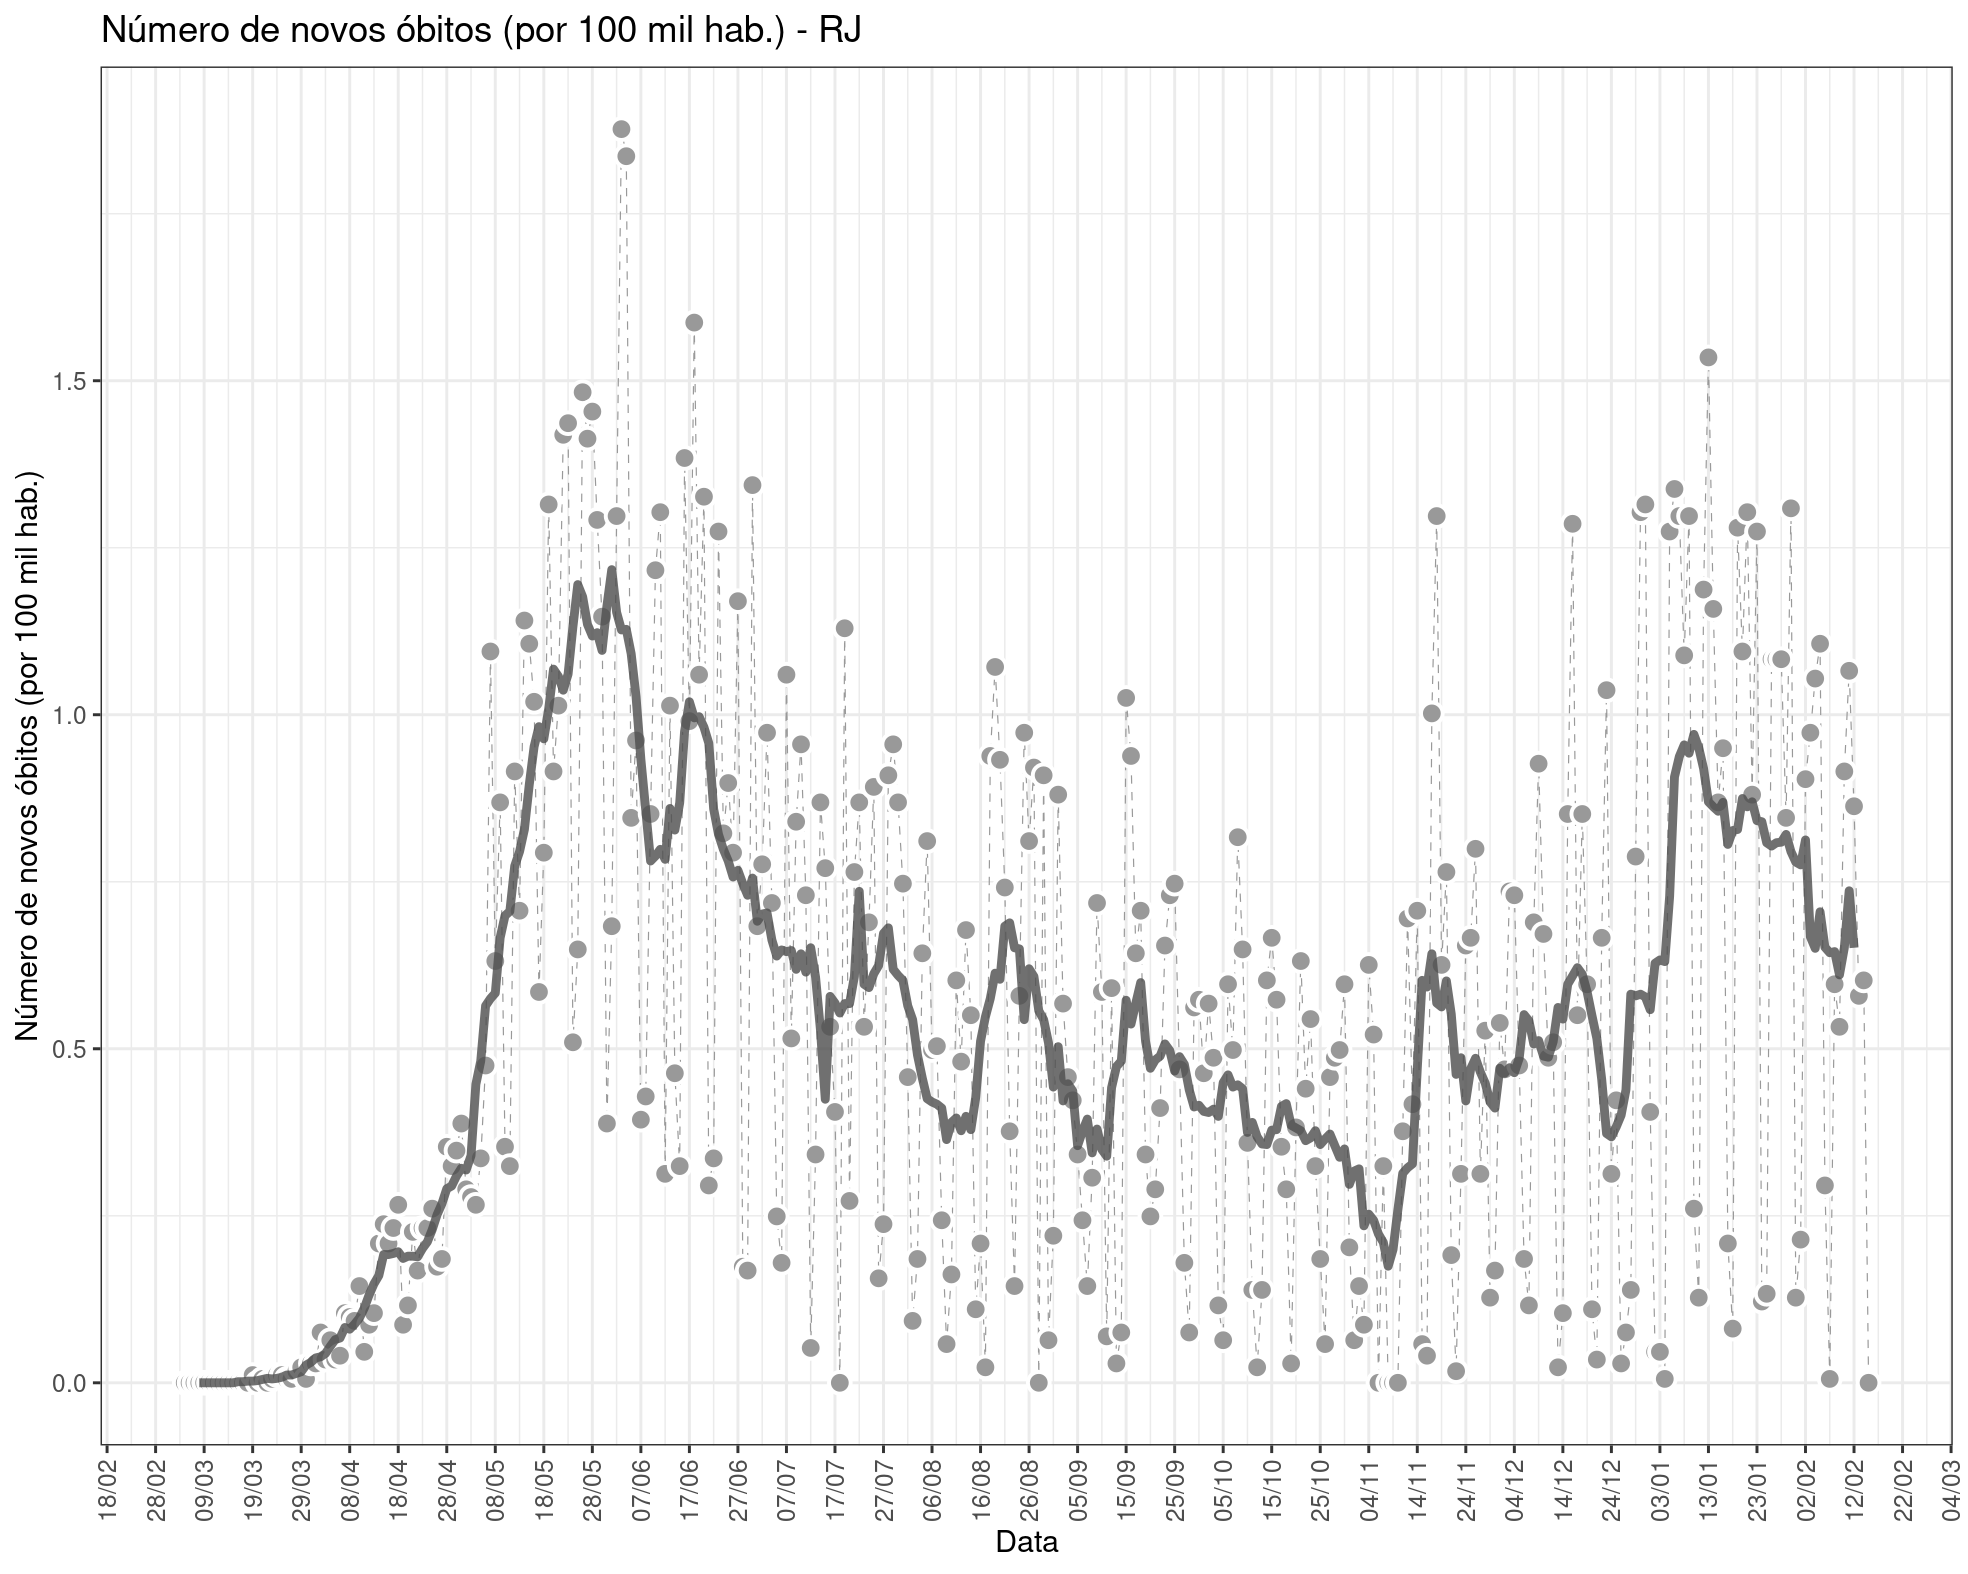 Número de novos óbitos (por 100 mil hab.) - RJ
Número de novos óbitos (por 100 mil hab.)
1.5
1.0
0.5
0.0
18/02 28/02 09/03 19/03 29/03 08/04 18/04 28/04 08/05 18/05 28/05 07/06 17/06 27/06 07/07 17/07 27/07 06/08 16/08 26/08 05/09 15/09 25/09 05/10 15/10 25/10 04/11 14/11 24/11 04/12 14/12 24/12 03/01 13/01 23/01 02/02 12/02 22/02 04/03
Data